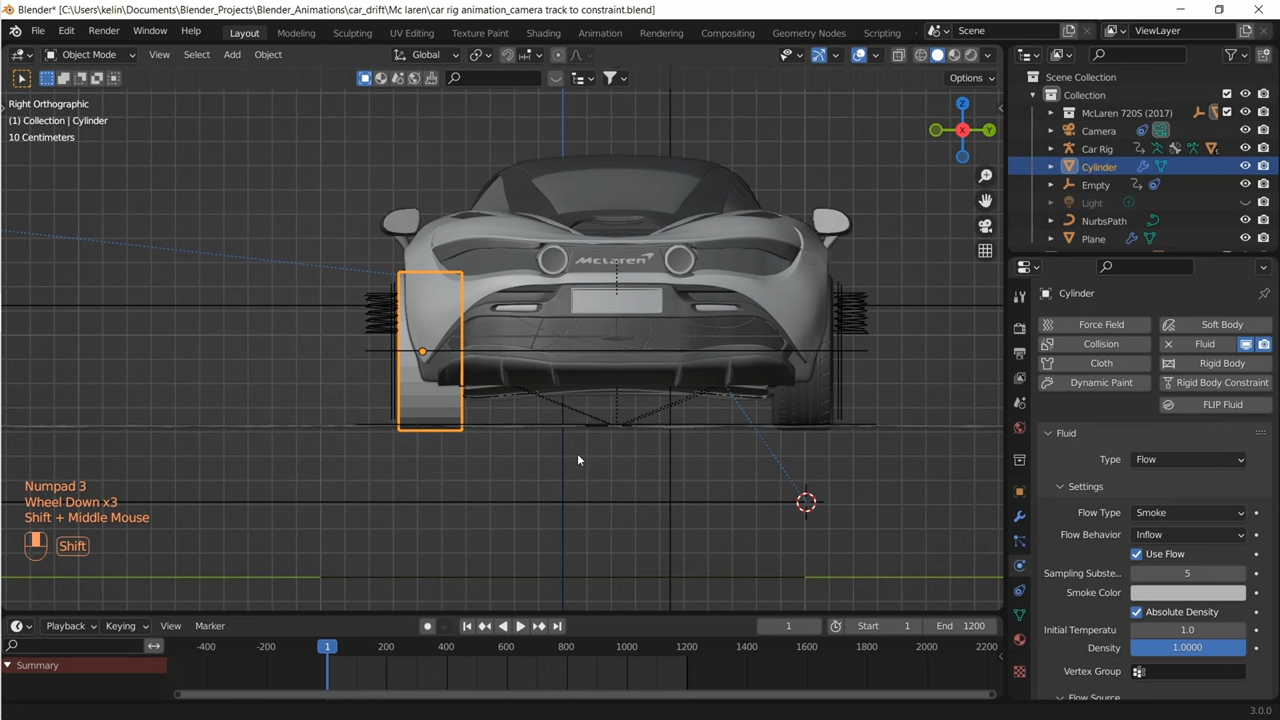 Blender* [C:\Users\kelin\Documents\Blender_Projects\Blender_Animations\car_drift\Mc laren\car rig animation_camera track to constraint.blend]
File Edit Render Window Help Layout Modeling Sculpting UV Editing Texture Paint Shading Animation Rendering Compositing Geometry Nodes Scripting Scene ViewLayer
Object Mode View Select Add Object Global
Options
Right Orthographic
(1) Collection | Cylinder
10 Centimeters
Z
X
Y
McLaren
Numpad 3
Wheel Down x3
Shift + Middle Mouse
Shift
Scene Collection
Collection
McLaren 720S (2017)
Camera
Car Rig
Cylinder
Empty
Light
NurbsPath
Plane
Cylinder
Force Field Soft Body
Collision Fluid
Cloth Rigid Body
Dynamic Paint Rigid Body Constraint
FLIP Fluid
Fluid
Type Flow
Settings
Flow Type Smoke
Flow Behavior Inflow
Use Flow
Sampling Subste... 5
Smoke Color
Absolute Density
Initial Temperatu 1.0
Density 1.0000
Vertex Group
Flow Source
Playback Keying View Marker 1 Start 1 End 1200
-400 -200 1 200 400 600 800 1000 1200 1400 1600 1800 2000 2200
Summary
3.0.0